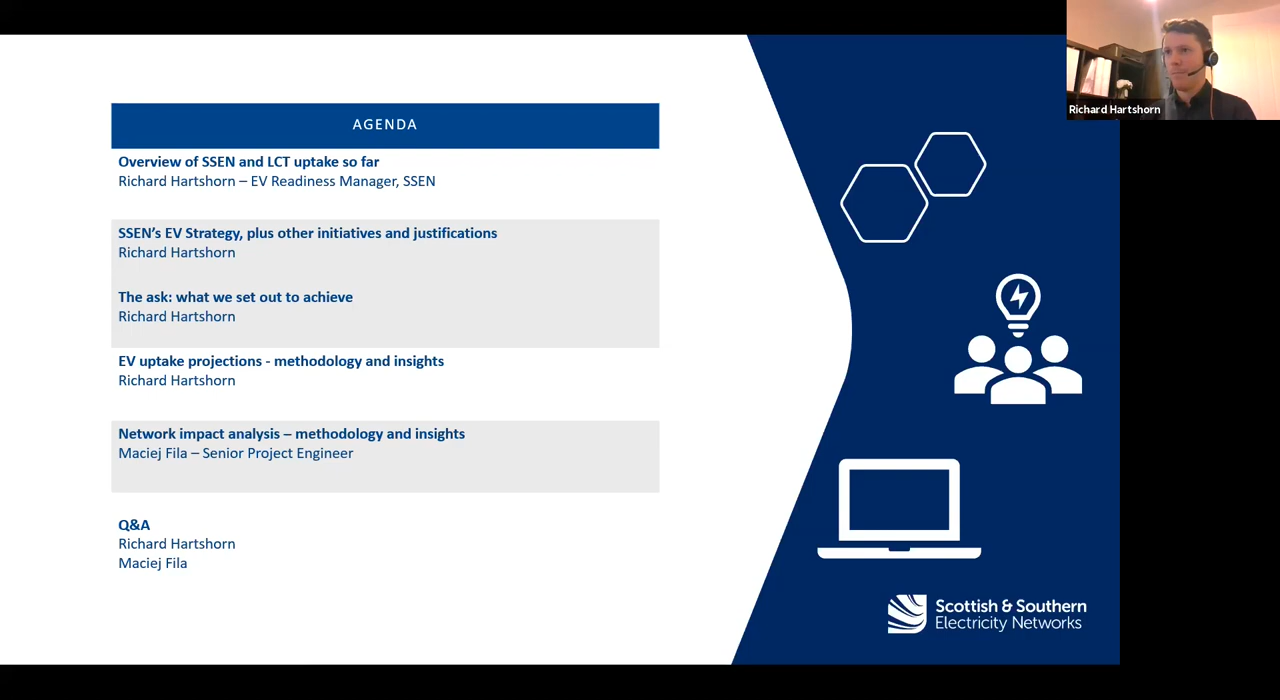 Richard Hartshorn
AGENDA
Overview of SSEN and LCT uptake so far
Richard Hartshorn – EV Readiness Manager, SSEN
SSEN’s EV Strategy, plus other initiatives and justifications
Richard Hartshorn
The ask: what we set out to achieve
Richard Hartshorn
EV uptake projections - methodology and insights
Richard Hartshorn
Network impact analysis – methodology and insights
Maciej Fila – Senior Project Engineer
Q&A
Richard Hartshorn
Maciej Fila
Scottish & Southern
Electricity Networks